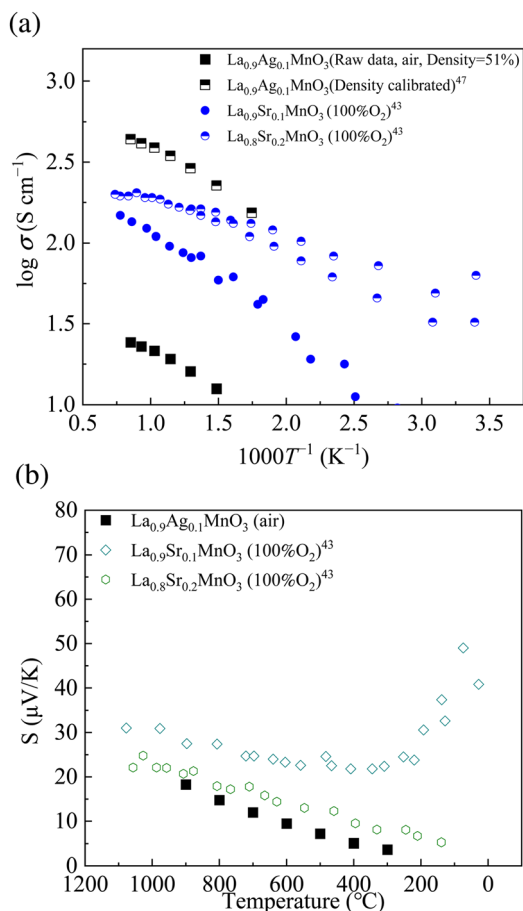 (a)
La₀.₉Ag₀.₁MnO₃(Raw data, air, Density=51%)
La₀.₉Ag₀.₁MnO₃(Density calibrated)⁴⁷
La₀.₉Sr₀.₁MnO₃ (100%O₂)⁴³
La₀.₈Sr₀.₂MnO₃ (100%O₂)⁴³
3.0
2.5
2.0
1.5
1.0
log σ (S cm⁻¹)
0.5 1.0 1.5 2.0 2.5 3.0 3.5
1000T⁻¹ (K⁻¹)
(b)
La₀.₉Ag₀.₁MnO₃ (air)
La₀.₉Sr₀.₁MnO₃ (100%O₂)⁴³
La₀.₈Sr₀.₂MnO₃ (100%O₂)⁴³
80
70
60
50
40
30
20
10
0
S (μV/K)
1200 1000 800 600 400 200 0
Temperature (℃)